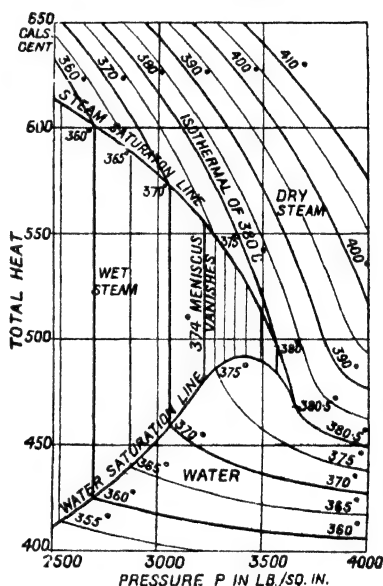 650
CALS.
CENT
600
550
500
450
400
TOTAL HEAT
360°
370°
380°
390°
400°
410°
STEAM SATURATON LINE
360°
365°
370°
375°
380°
380·5°
ISOTHERMAL OF 380°C
DRY
STEAM
400°
390°
WET
STEAM
374° MENISCUS
VANISHES
WATER SATURATION LINE
355°
360°
365°
370°
375°
WATER
380·5°
375°
370°
365°
360°
2500
3000
3500
4000
PRESSURE P IN LB./SQ. IN.